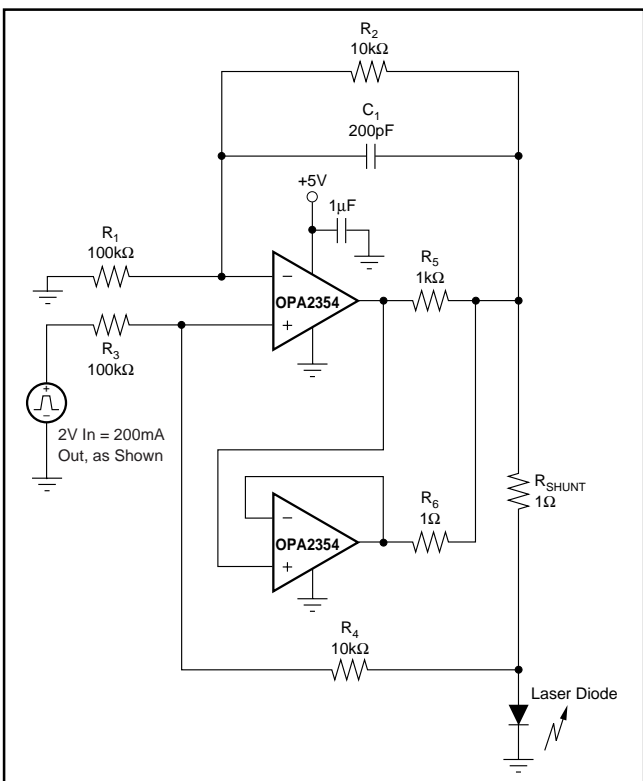 R2
10kΩ
C1
200pF
+5V
1µF
R1
100kΩ
−
OPA2354
+
R5
1kΩ
R3
100kΩ
+
−
2V In = 200mA
Out, as Shown
RSHUNT
1Ω
−
OPA2354
+
R6
1Ω
R4
10kΩ
Laser Diode